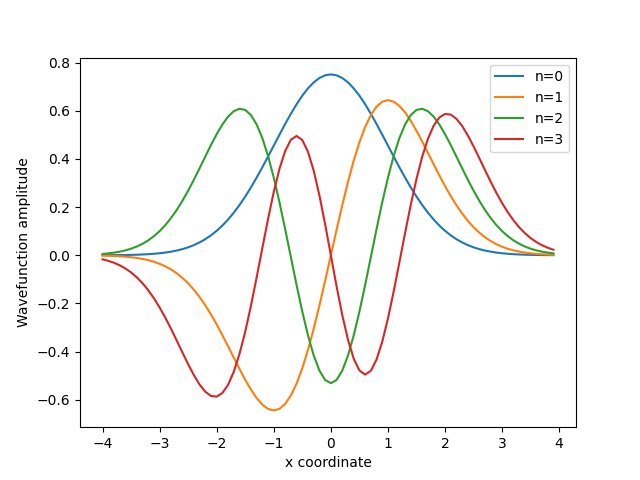 0.8
0.6
0.4
0.2
0.0
−0.2
−0.4
−0.6
Wavefunction amplitude
n=0
n=1
n=2
n=3
−4 −3 −2 −1 0 1 2 3 4
x coordinate